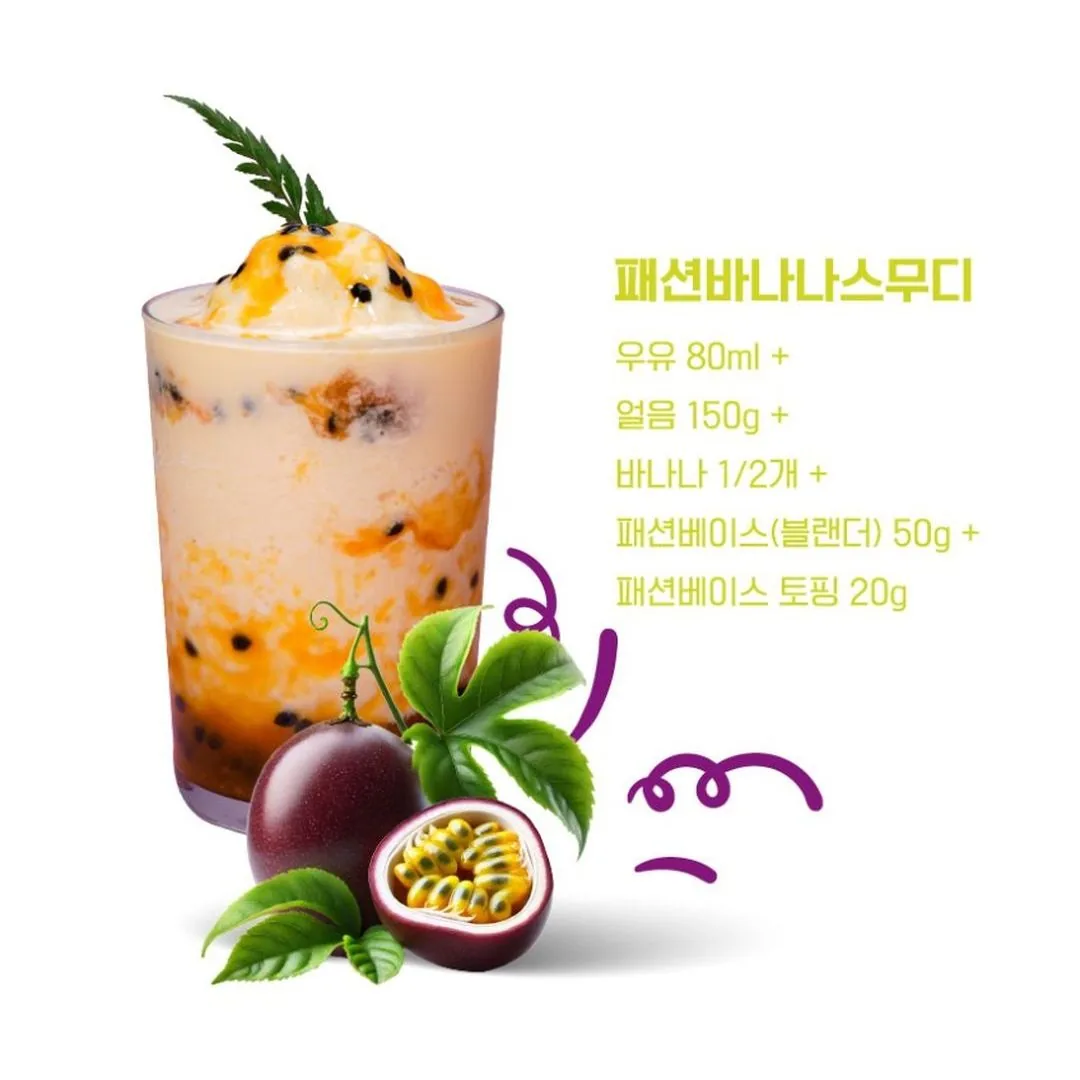 패션바나나스무디
우유 80ml +
얼음 150g +
바나나 1/2개 +
패션베이스(블랜더) 50g +
패션베이스 토핑 20g